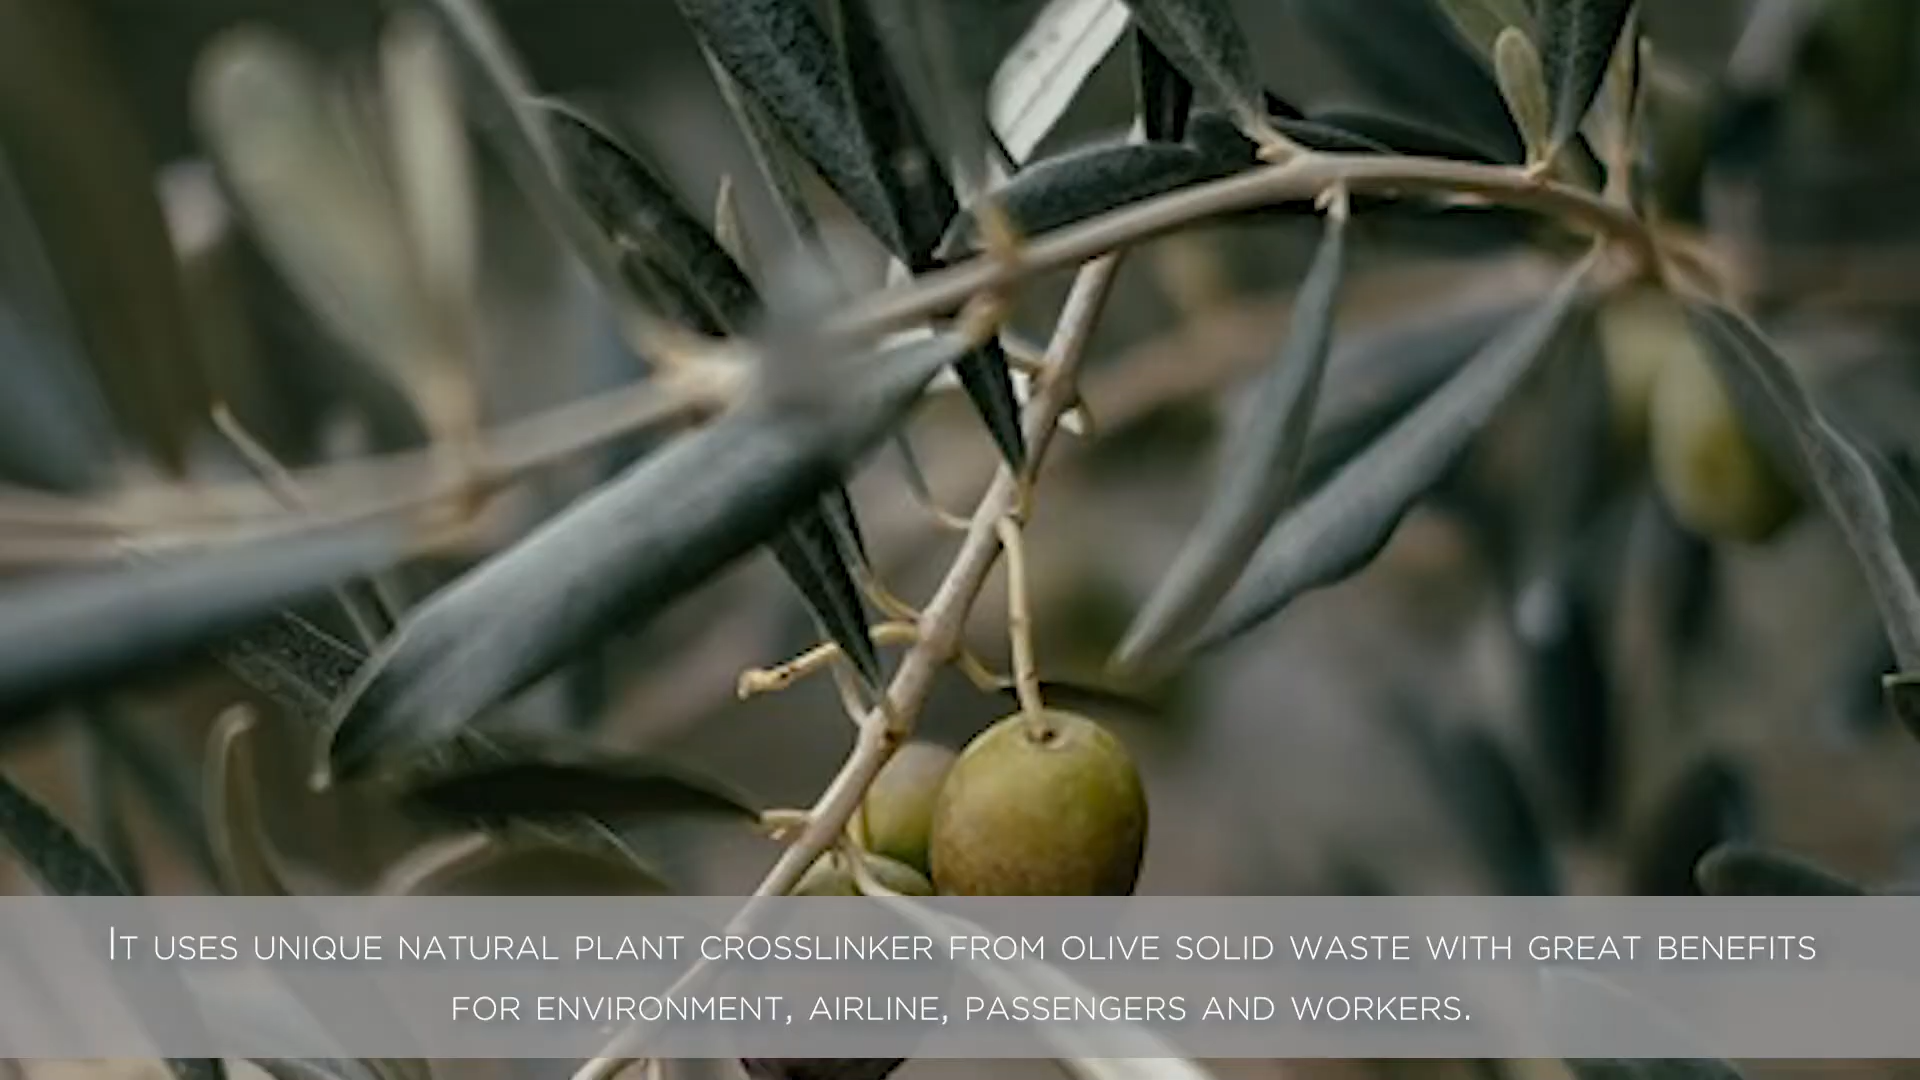 It uses unique natural plant crosslinker from olive solid waste with great benefits
for environment, airline, passengers and workers.